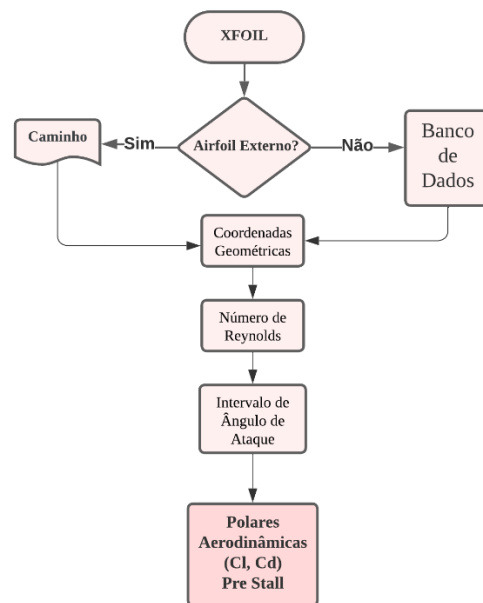 XFOIL
Airfoil Externo?
Sim
Não
Caminho
Banco
de
Dados
Coordenadas
Geométricas
Número de
Reynolds
Intervalo de
Ângulo de
Ataque
Polares
Aerodinâmicas
(Cl, Cd)
Pre Stall